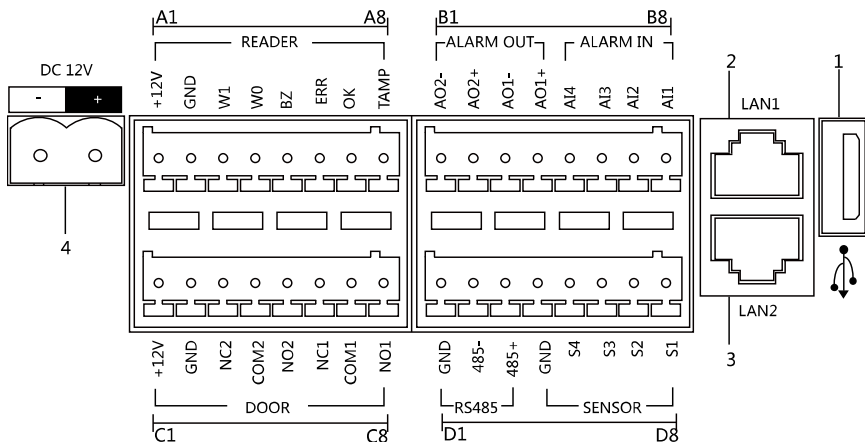 A1 A8 B1 B8
READER ALARM OUT ALARM IN 2 1
DC 12V
- +
+12V GND W1 W0 BZ ERR OK TAMP
AO2- AO2+ AO1- AO1+ AI4 AI3 AI2 AI1
LAN1
4
LAN2
+12V GND NC2 COM2 NO2 NC1 COM1 NO1
GND 485- 485+ GND S4 S3 S2 S1
3
DOOR RS485 SENSOR
C1 C8 D1 D8